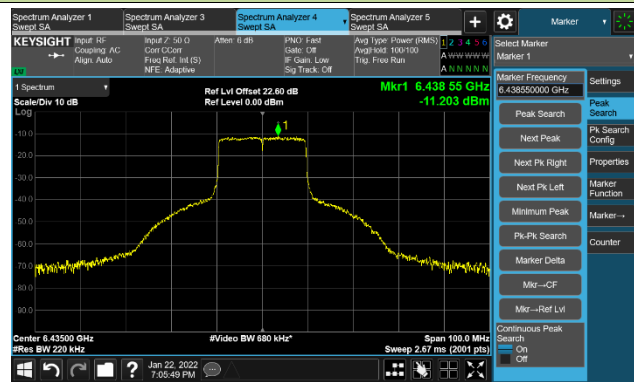 Spectrum Analyzer 1
Swept SA
Spectrum Analyzer 3
Swept SA
Spectrum Analyzer 4
Swept SA
Spectrum Analyzer 5
Swept SA
+
Marker
KEYSIGHT
Input: RF
Coupling: AC
Align: Auto
Input Z: 50 Ω
Corr CCorr
Freq Ref: Int (S)
NFE: Adaptive
Atten: 6 dB
PNO: Fast
Gate: Off
IF Gain: Low
Sig Track: Off
Avg Type: Power (RMS)
Avg|Hold: 100/100
Trig: Free Run
1 2 3 4 5 6
A W W W W W
A N N N N N
Select Marker
Marker 1
1 Spectrum
Scale/Div 10 dB
Log
Ref Lvl Offset 22.60 dB
Ref Level 0.00 dBm
Mkr1 6.438 55 GHz
-11.203 dBm
1
-10.0
-20.0
-30.0
-40.0
-50.0
-60.0
-70.0
-80.0
-90.0
Center 6.43500 GHz
#Res BW 220 kHz
#Video BW 680 kHz*
Span 100.0 MHz
Sweep 2.67 ms (2001 pts)
Marker Frequency
6.438550000 GHz
Peak Search
Next Peak
Next Pk Right
Next Pk Left
Minimum Peak
Pk-Pk Search
Marker Delta
Mkr→CF
Mkr→Ref Lvl
Continuous Peak
Search
On
Off
Settings
Peak
Search
Pk Search
Config
Properties
Marker
Function
Marker→
Counter
?
Jan 22, 2022
7:05:49 PM